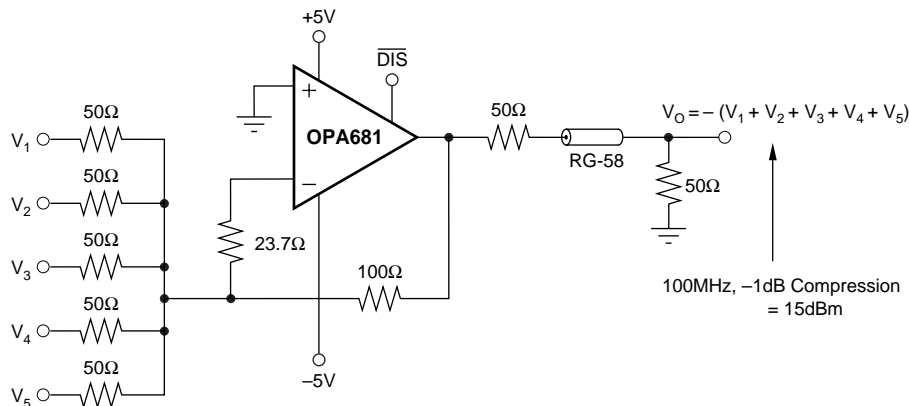 +5V
DIS
50Ω
V1
50Ω
V2
50Ω
V3
50Ω
V4
50Ω
V5
+
OPA681
−
23.7Ω
100Ω
–5V
50Ω
RG-58
50Ω
VO = – (V1 + V2 + V3 + V4 + V5)
100MHz, –1dB Compression
= 15dBm